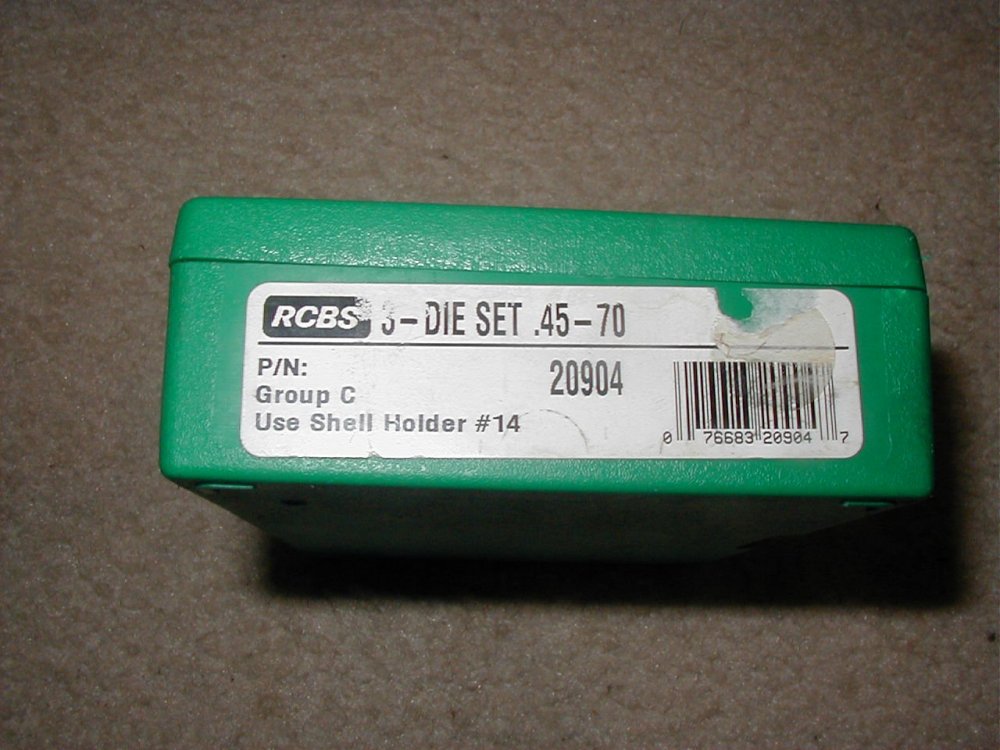 RCBS 3-DIE SET .45-70
P/N: 20904
Group C
Use Shell Holder #14
0 76683 20904 7